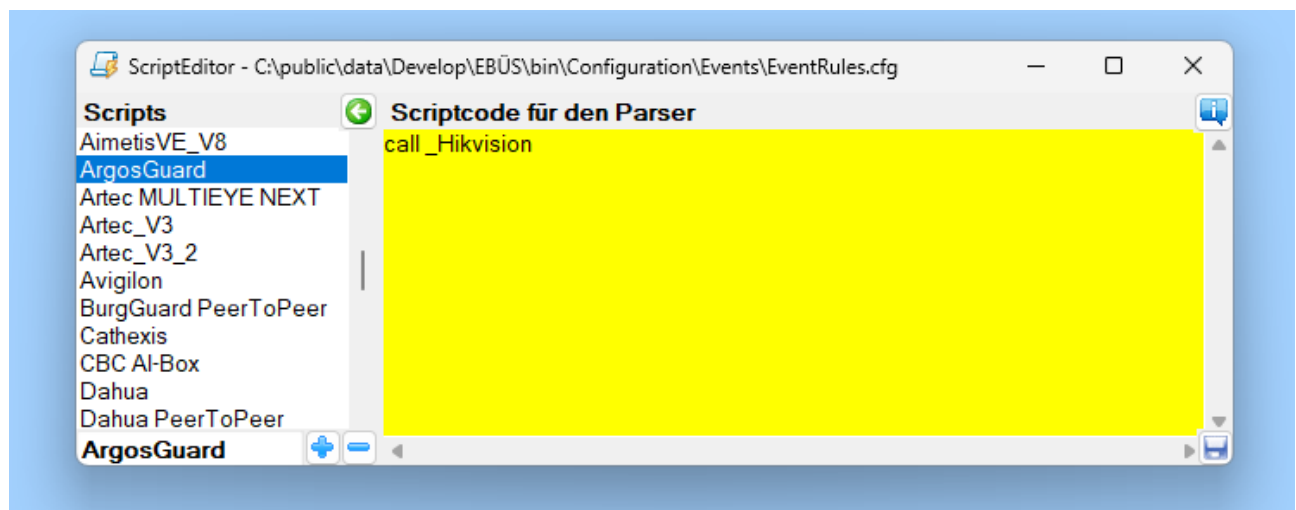 ScriptEditor - C:\public\data\Develop\EBÜS\bin\Configuration\Events\EventRules.cfg
Scripts
AimetisVE_V8
ArgosGuard
Artec MULTIEYE NEXT
Artec_V3
Artec_V3_2
Avigilon
BurgGuard PeerToPeer
Cathexis
CBC AI-Box
Dahua
Dahua PeerToPeer
ArgosGuard
Scriptcode für den Parser
call _Hikvision